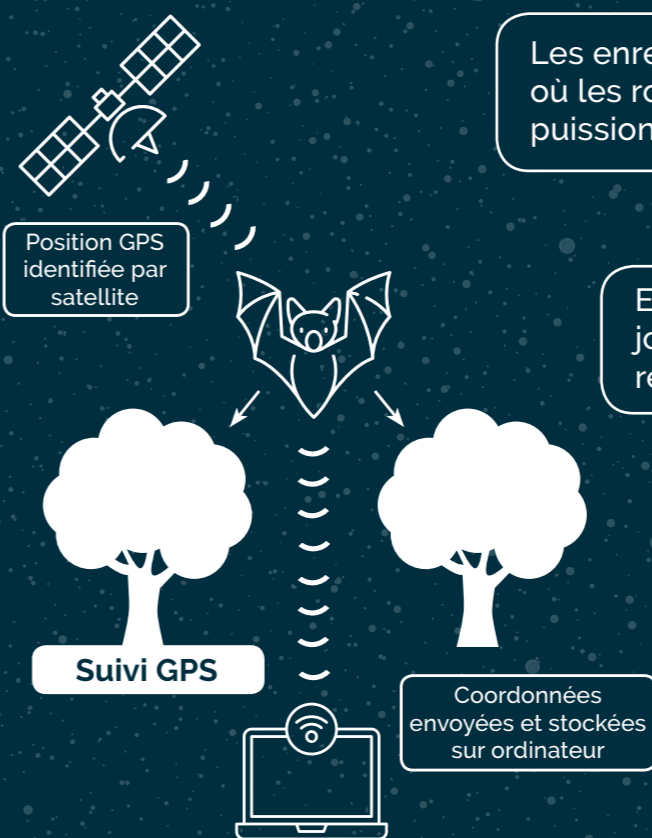 Les enre
où les ro
puission
Position GPS
identifiée par
satellite
E
jo
re
Suivi GPS
Coordonnées
envoyées et stockées
sur ordinateur